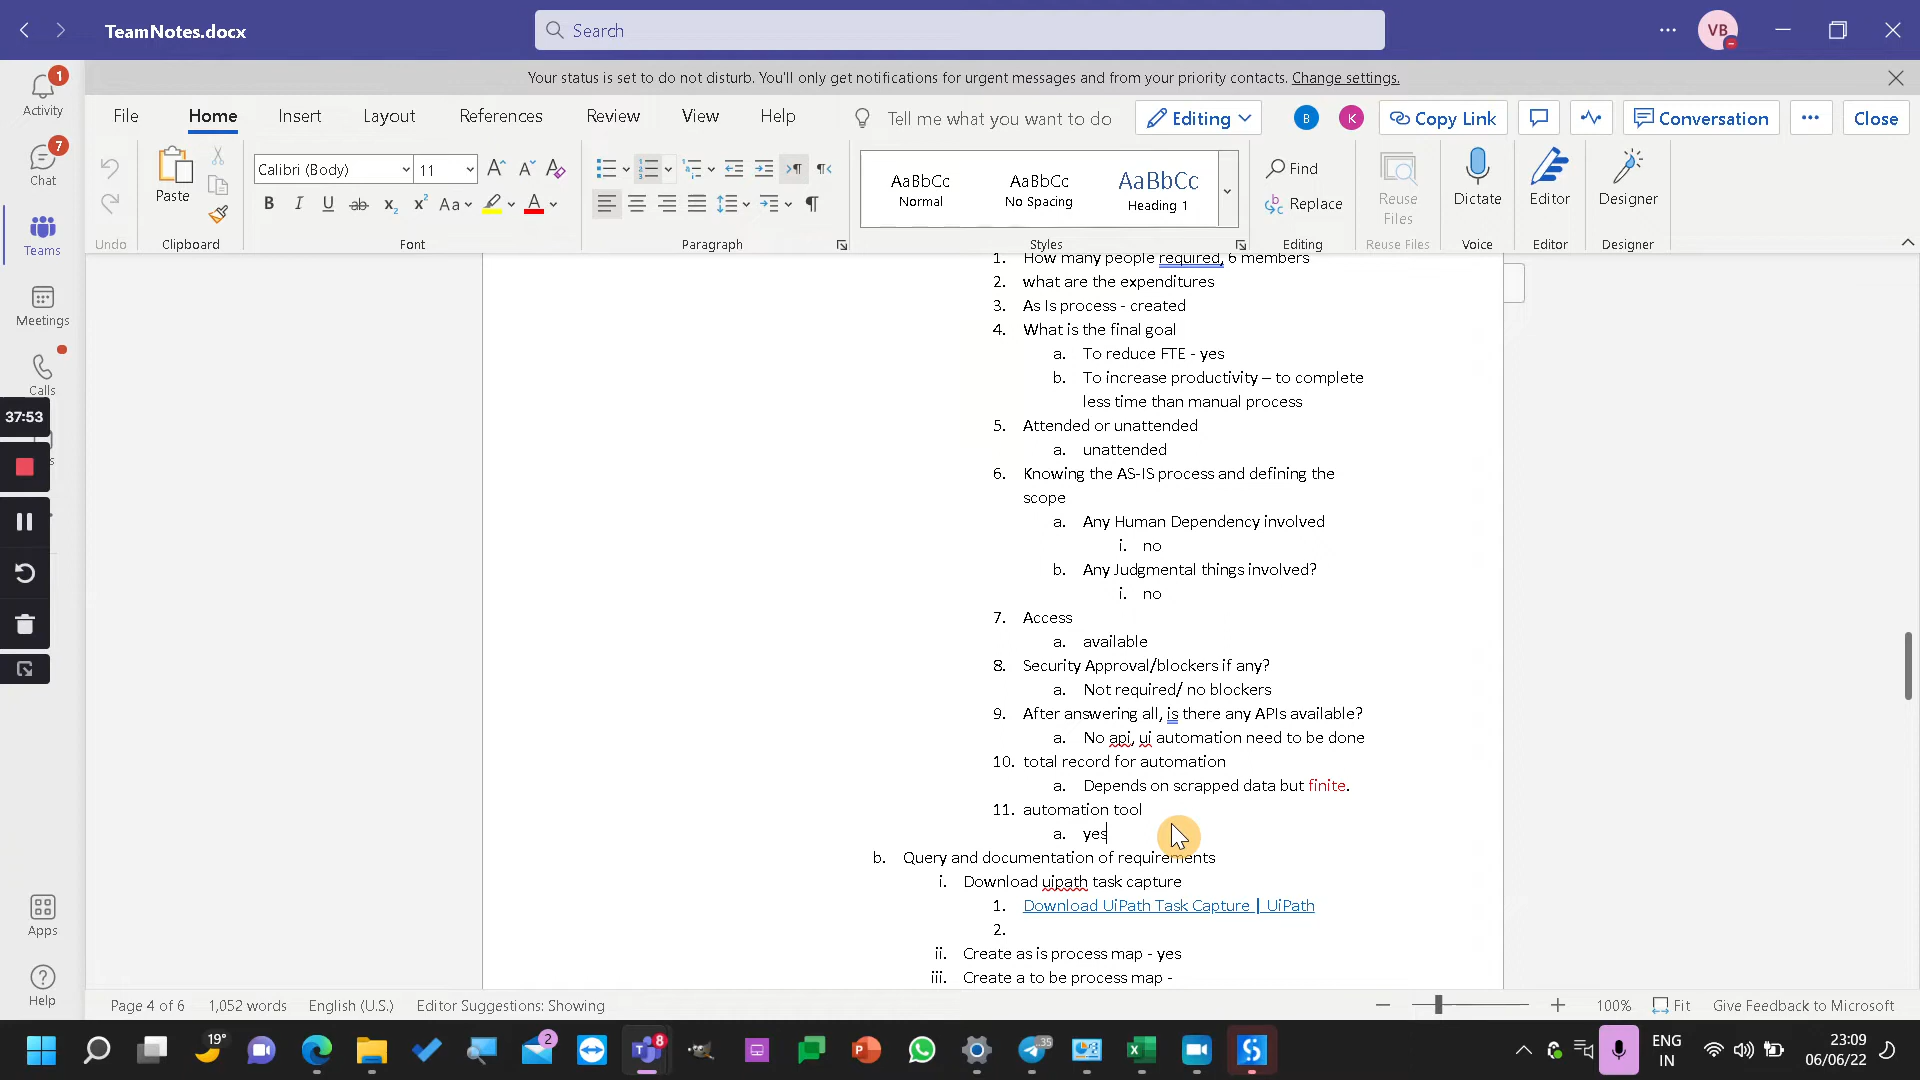 TeamNotes.docx
Search
VB
Your status is set to do not disturb. You'll only get notifications for urgent messages and from your priority contacts. Change settings.
1
Activity
7
Chat
Teams
Meetings
Calls
37:53
Apps
Help
File Home Insert Layout References Review View Help
Tell me what you want to do
Editing
B K
Copy Link
Conversation
Close
Paste
Calibri (Body) 11
AaBbCc AaBbCc AaBbCc
Normal No Spacing Heading 1
Find
Replace
Reuse Files
Dictate
Editor
Designer
Undo Clipboard Font Paragraph Styles Editing Reuse Files Voice Editor Designer
1. How many people required, 6 members
2. what are the expenditures
3. As Is process - created
4. What is the final goal
a. To reduce FTE - yes
b. To increase productivity – to complete
less time than manual process
5. Attended or unattended
a. unattended
6. Knowing the AS-IS process and defining the
scope
a. Any Human Dependency involved
i. no
b. Any Judgmental things involved?
i. no
7. Access
a. available
8. Security Approval/blockers if any?
a. Not required/ no blockers
9. After answering all, is there any APIs available?
a. No api, ui automation need to be done
10. total record for automation
a. Depends on scrapped data but finite.
11. automation tool
a. yes
b. Query and documentation of requirements
i. Download uipath task capture
1. Download UiPath Task Capture | UiPath
2.
ii. Create as is process map - yes
iii. Create a to be process map -
Page 4 of 6 1,052 words English (U.S.) Editor Suggestions: Showing
100% Fit Give Feedback to Microsoft
19°
2
8
35
ENG
IN
23:09
06/06/22